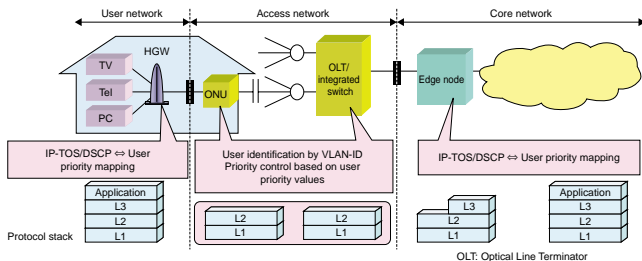 User network
Access network
Core network
HGW
TV
Tel
PC
ONU
OLT/
integrated
switch
Edge node
IP-TOS/DSCP ⇔ User
priority mapping
User identification by VLAN-ID
Priority control based on user
priority values
IP-TOS/DSCP ⇔ User priority mapping
Protocol stack
Application
L3
L2
L1
L2
L1
L2
L1
L3
L2
L1
Application
L3
L2
L1
OLT: Optical Line Terminator